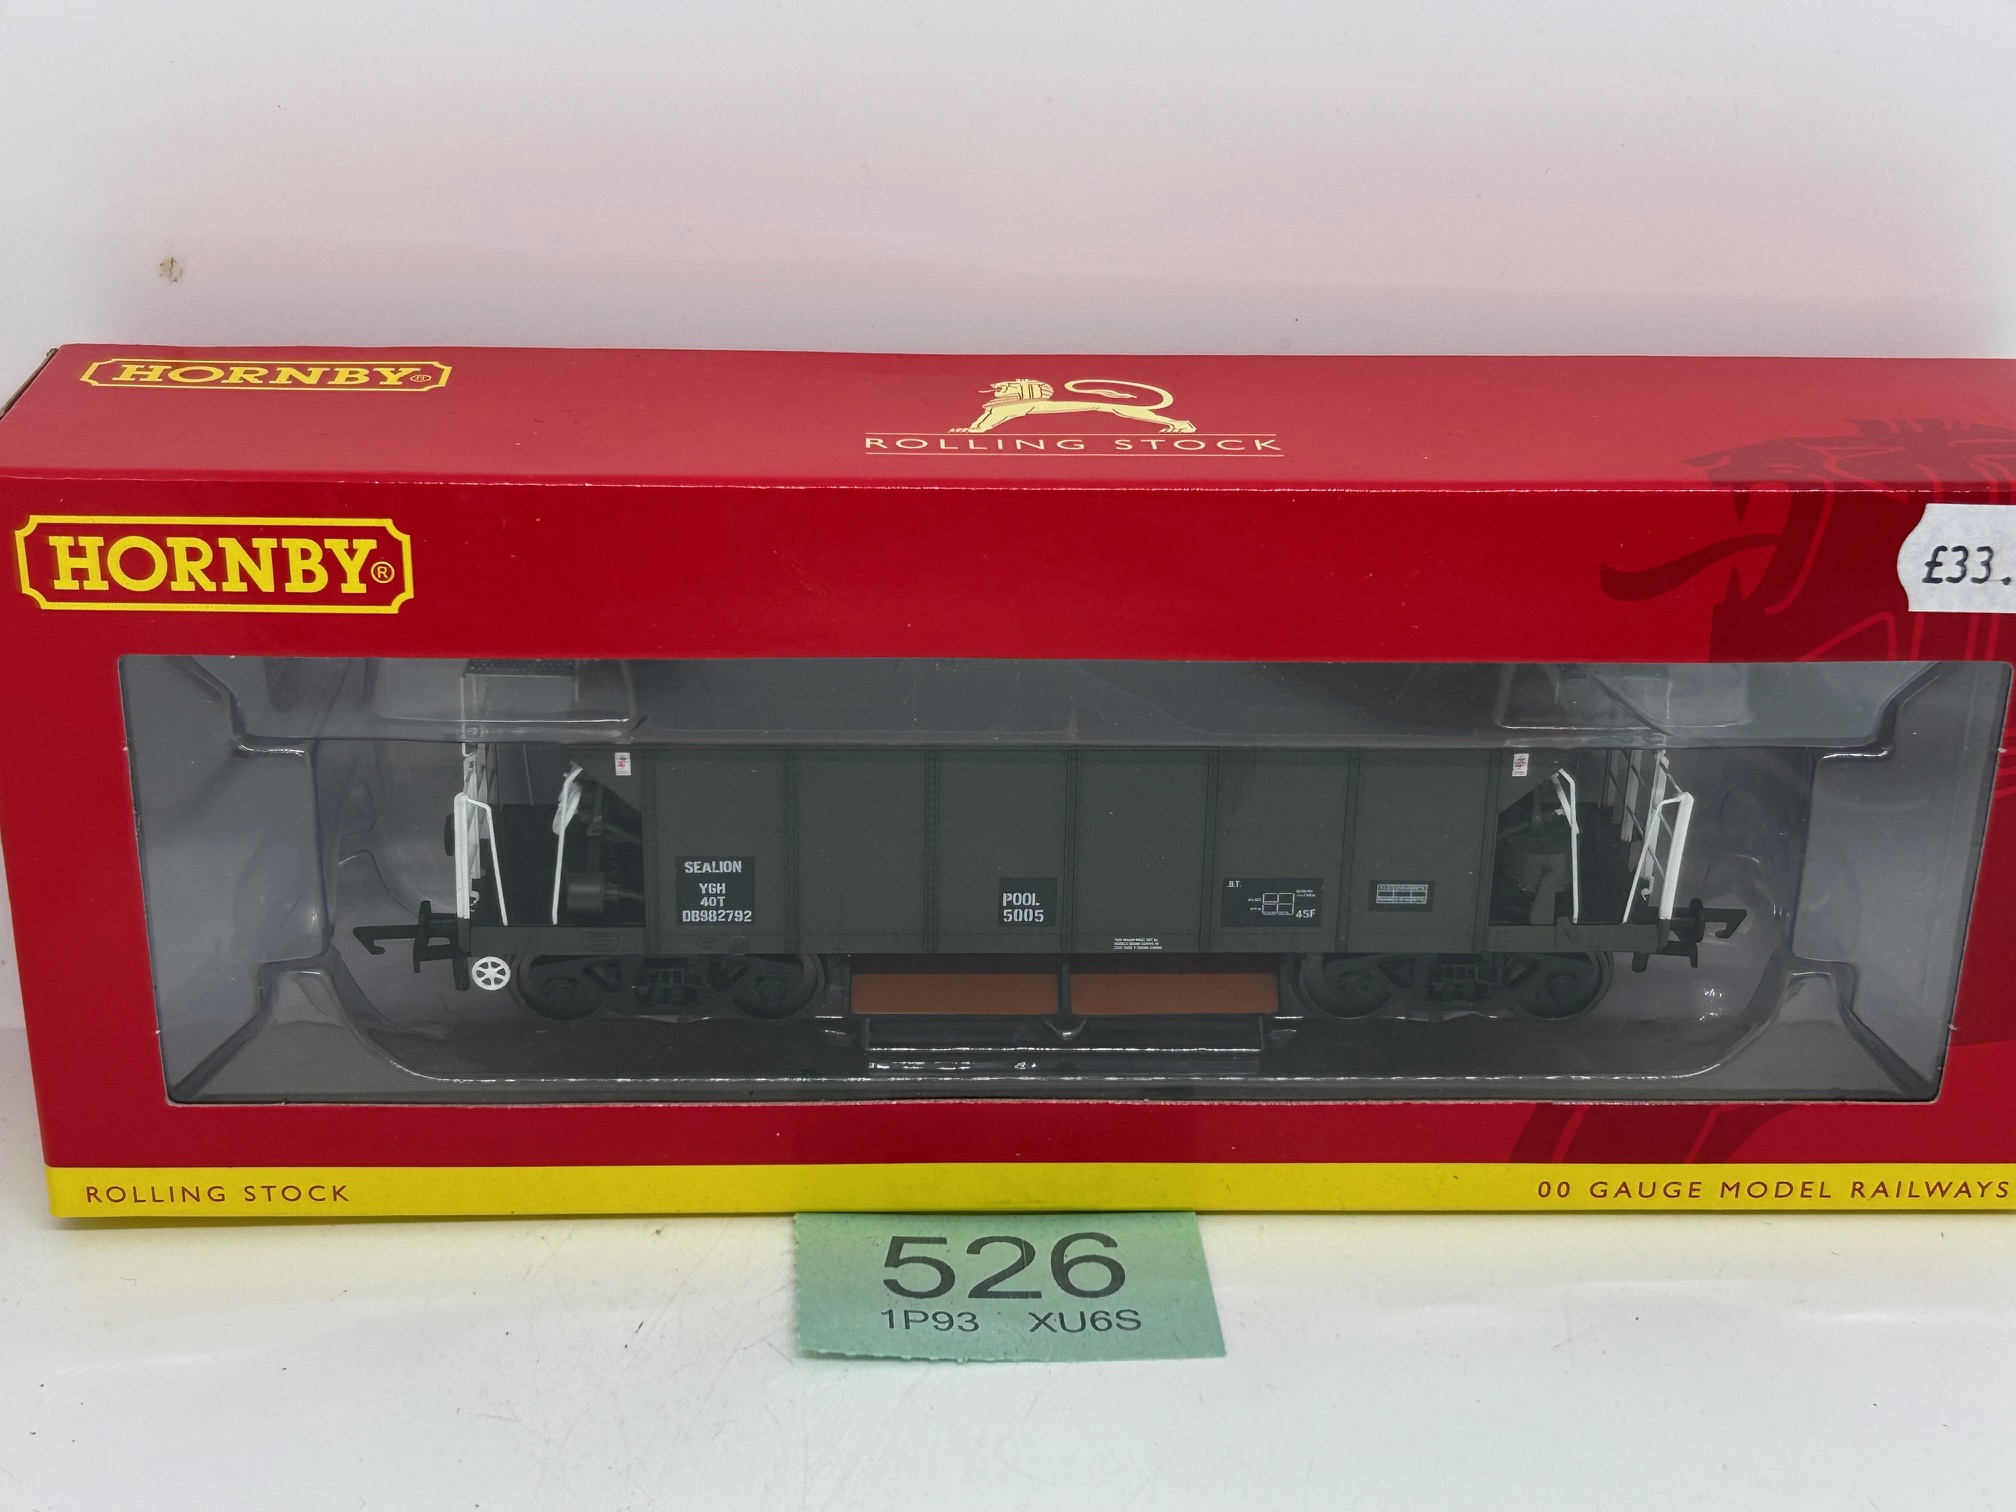 HORNBY®
ROLLING STOCK
HORNBY®
£33.
SEALION
YGH
40T
DB982792
POOL
5005
B.T.
45F
ROLLING STOCK
00 GAUGE MODEL RAILWAYS
526
1P93 XU6S